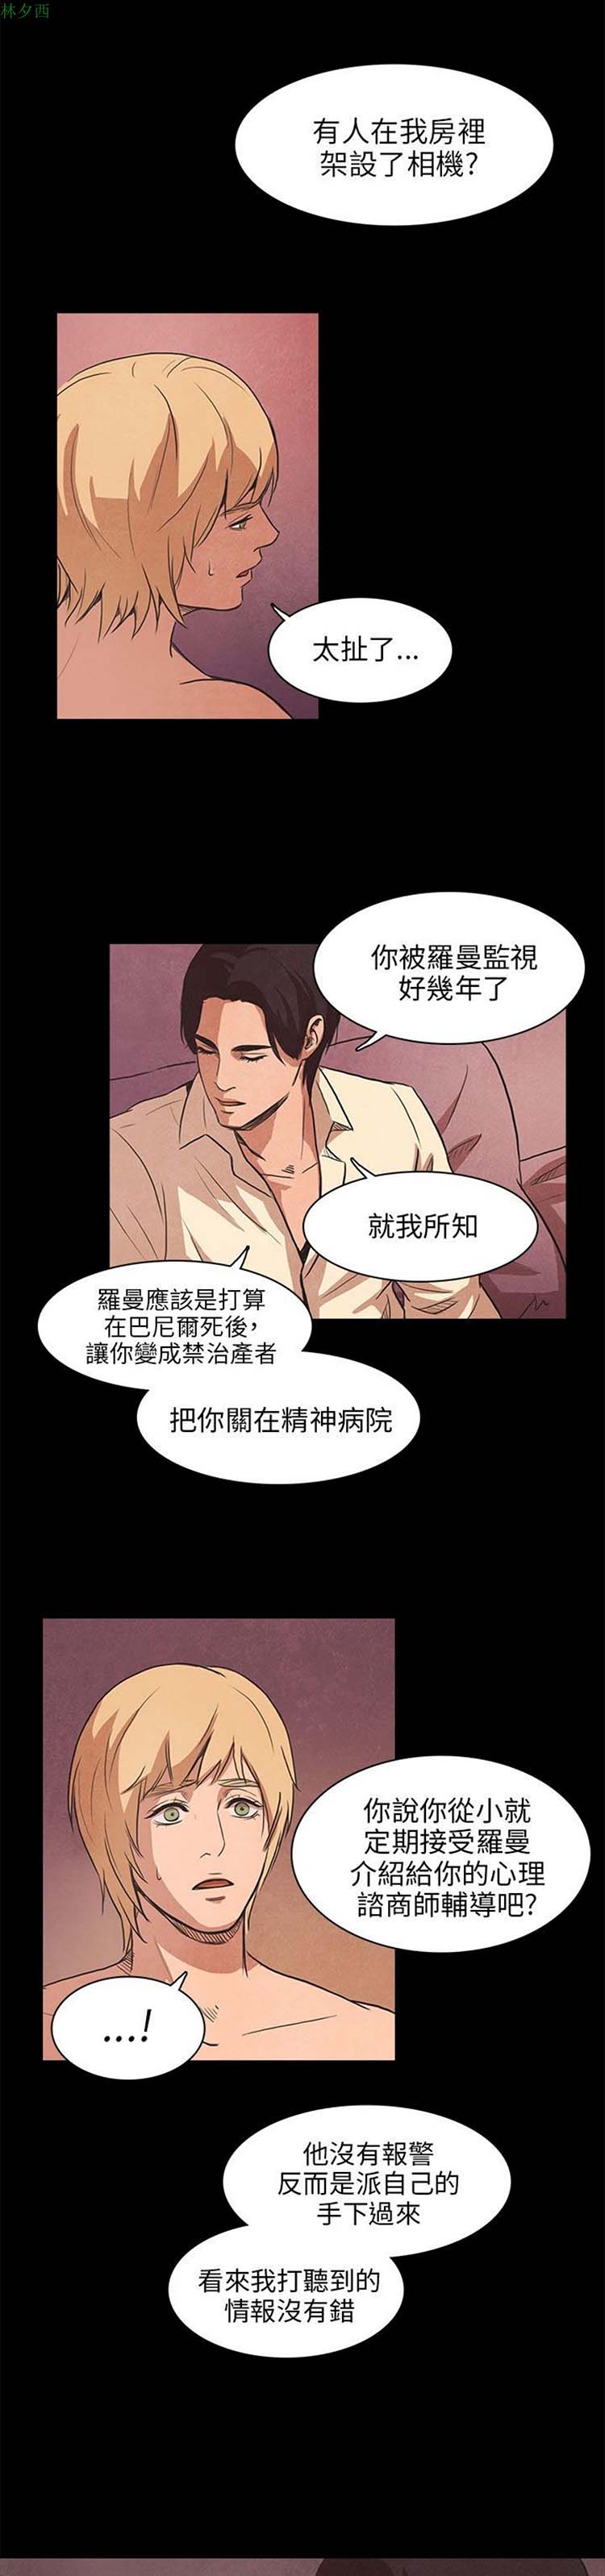 林夕西
有人在我房裡
架設了相機?
太扯了...
你被羅曼監視
好幾年了
就我所知
羅曼應該是打算
在巴尼爾死後,
讓你變成禁治產者
把你關在精神病院
你說你從小就
定期接受羅曼
介紹給你的心理
諮商師輔導吧?
...!
他沒有報警
反而是派自己的
手下過來
看來我打聽到的
情報沒有錯